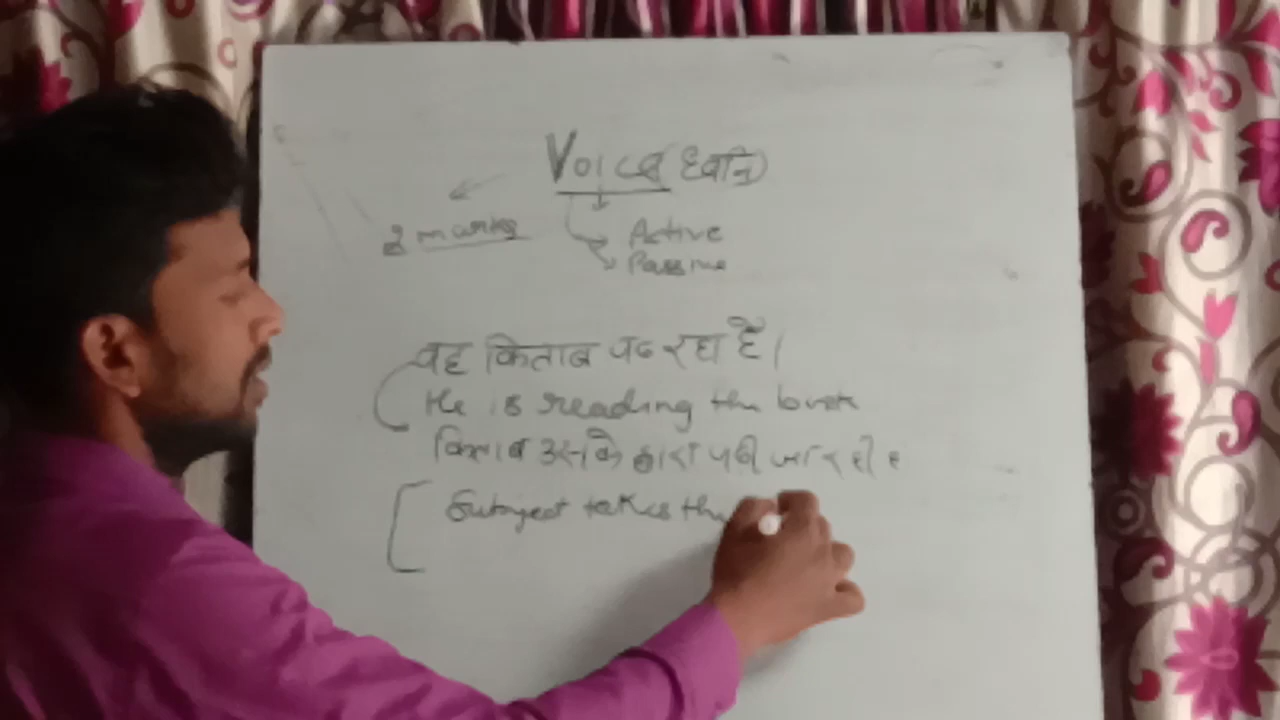 Voice ध्वनि
2 marks
Active
Passive
वह किताब पढ रहा है।
He is reading the book
किताब उसके द्वारा पढी जा रही है
Subject takes the